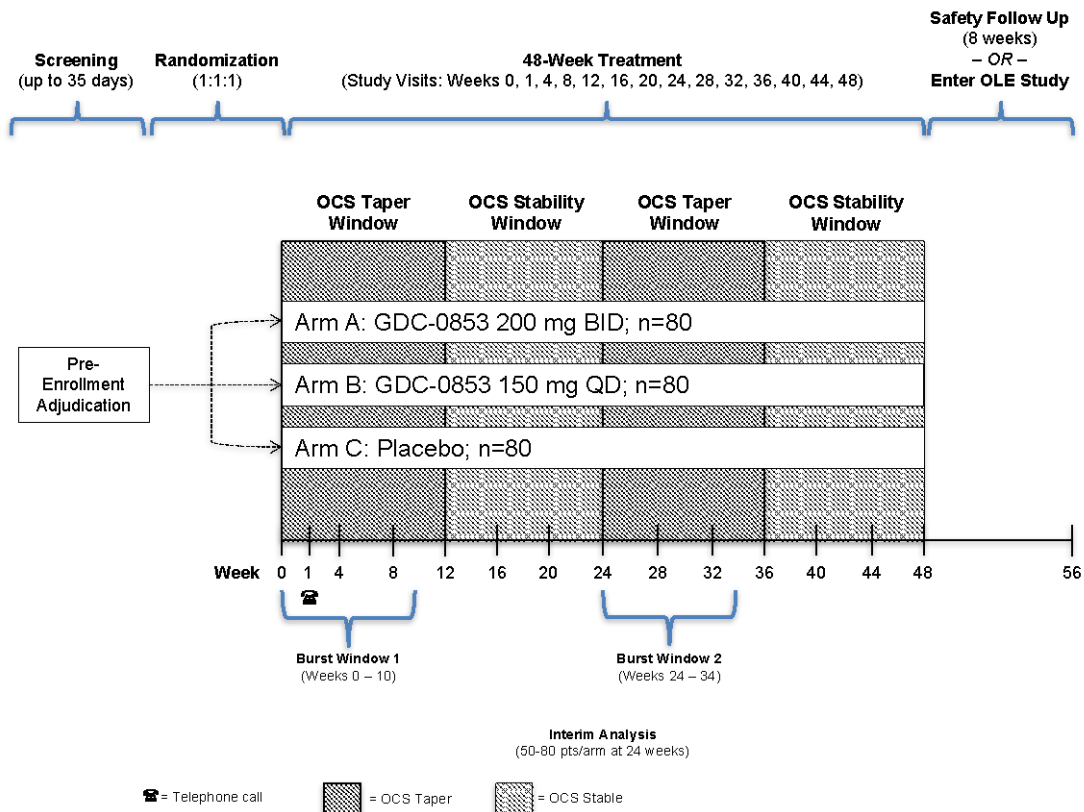 Screening
(up to 35 days)
Randomization
(1:1:1)
48-Week Treatment
(Study Visits: Weeks 0, 1, 4, 8, 12, 16, 20, 24, 28, 32, 36, 40, 44, 48)
Safety Follow Up
(8 weeks)
– OR –
Enter OLE Study
OCS Taper
Window
OCS Stability
Window
OCS Taper
Window
OCS Stability
Window
Pre-
Enrollment
Adjudication
Arm A: GDC-0853 200 mg BID; n=80
Arm B: GDC-0853 150 mg QD; n=80
Arm C: Placebo; n=80
Week 0 1 4 8 12 16 20 24 28 32 36 40 44 48 56
Burst Window 1
(Weeks 0 – 10)
Burst Window 2
(Weeks 24 – 34)
Interim Analysis
(50-80 pts/arm at 24 weeks)
= Telephone call
= OCS Taper
= OCS Stable